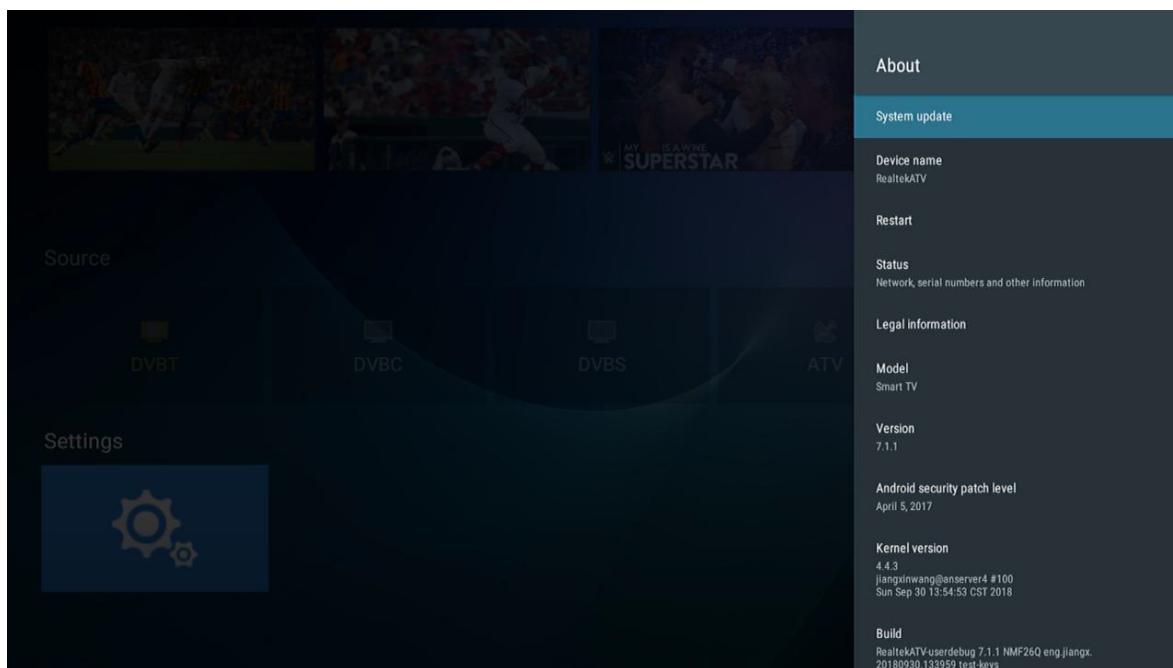 About
System update
Device name
RealtekATV
Restart
Status
Network, serial numbers and other information
Legal information
Model
Smart TV
Version
7.1.1
Android security patch level
April 5, 2017
Kernel version
4.4.3
jiangxinwang@anserver4 #100
Sun Sep 30 13:54:53 CST 2018
Build
RealtekATV-userdebug 7.1.1 NMF26Q eng.jiangx.
20180930.133959 test-keys
MY IS A WWE
SUPERSTAR
Source
DVBT
DVBC
DVBS
ATV
Settings